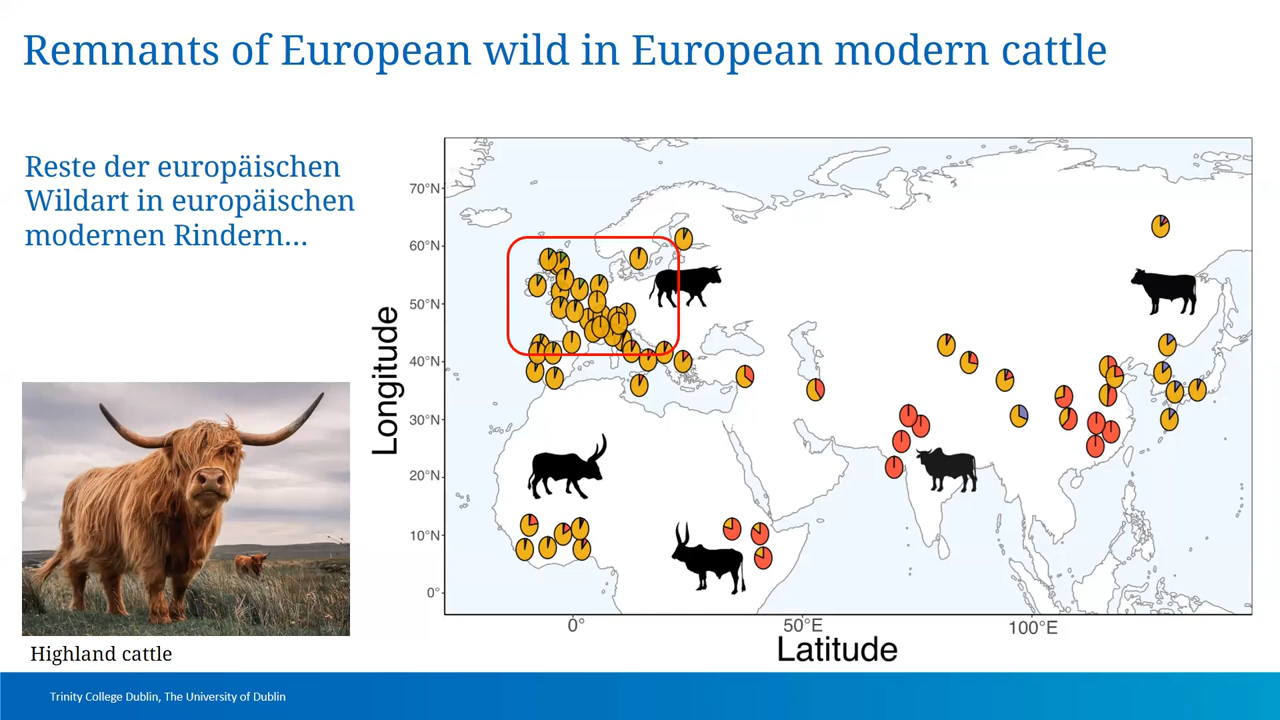 Remnants of European wild in European modern cattle
Reste der europäischen
Wildart in europäischen
modernen Rindern...
Highland cattle
Longitude
70°N
60°N
50°N
40°N
30°N
20°N
10°N
0°
0°
50°E
100°E
Latitude
Trinity College Dublin, The University of Dublin